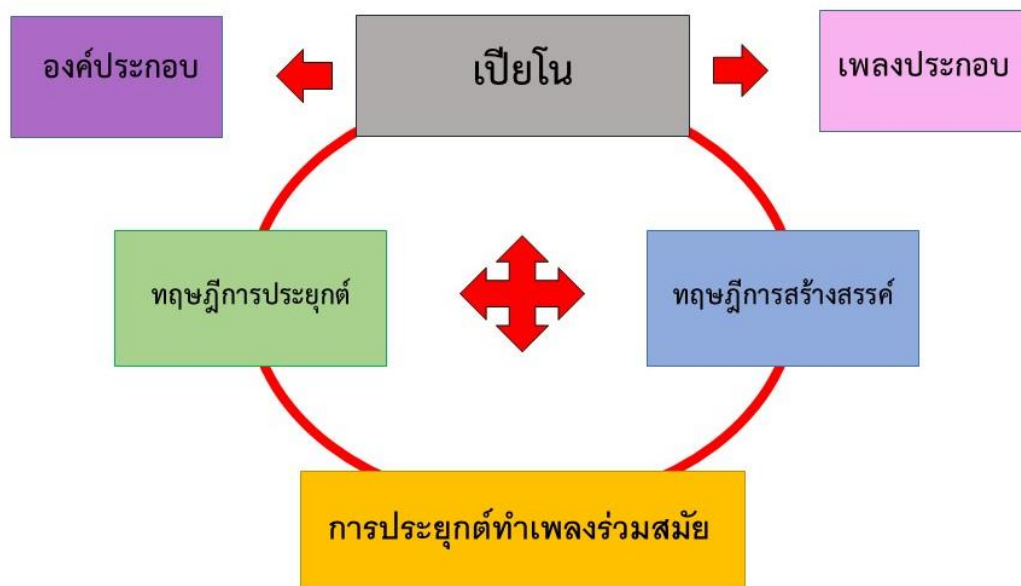 องค์ประกอบ
เปียโน
เพลงประกอบ
ทฤษฎีการประยุกต์
ทฤษฎีการสร้างสรรค์
การประยุกต์ทำเพลงร่วมสมัย